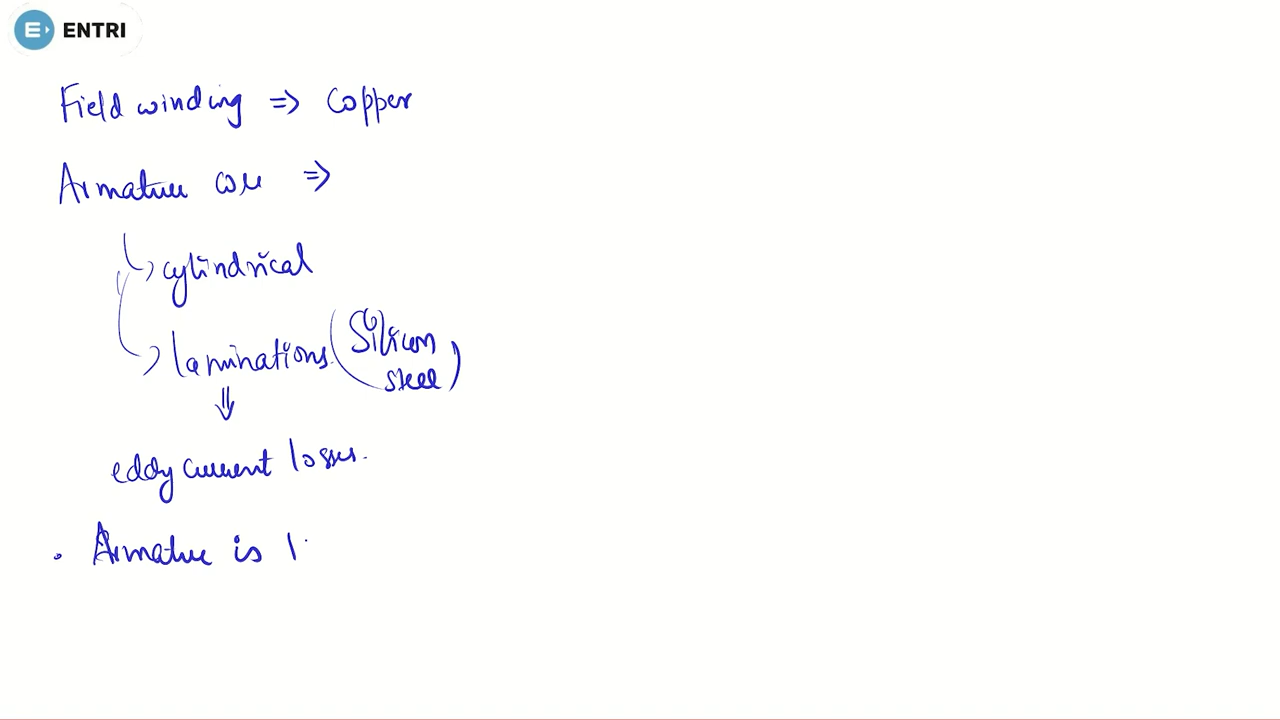 ENTRI
Field winding => Copper
Armature core =>
cylindrical
laminations (Silicon
steel)
eddy current losses.
. Armature is